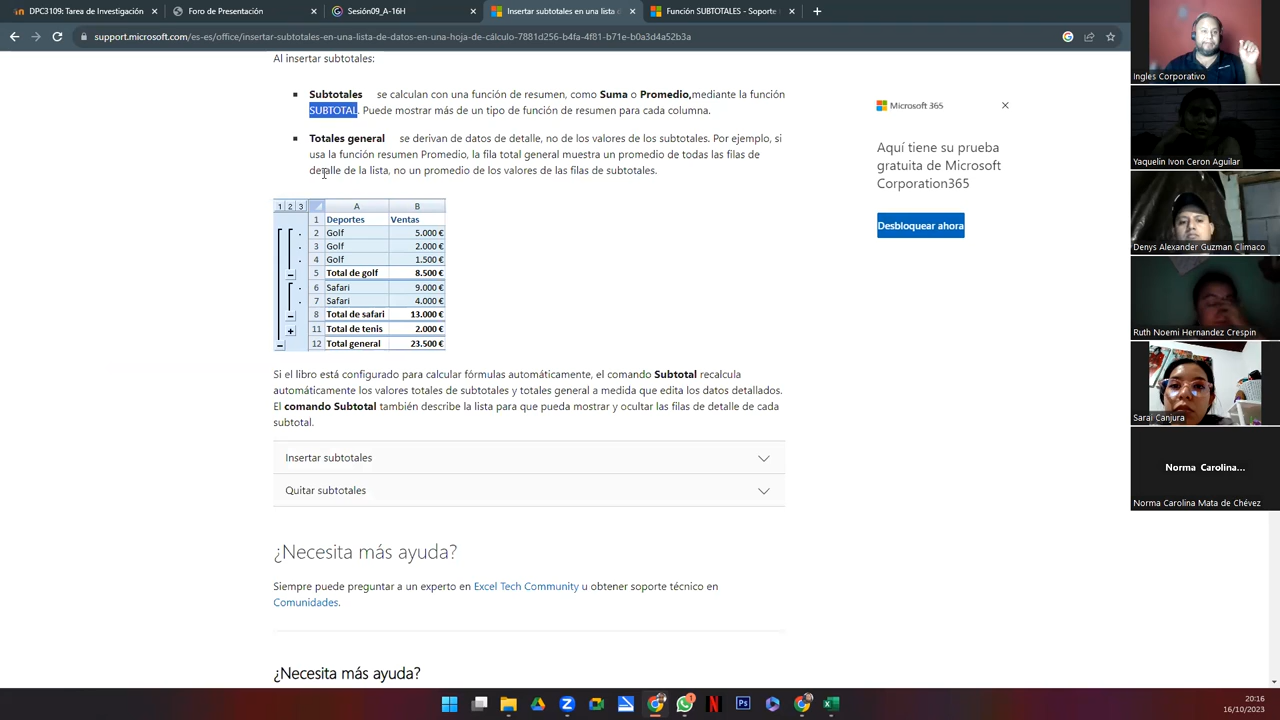 DPC3109: Tarea de Investigación
Foro de Presentación
Sesión09_A-16H
Insertar subtotales en una lista d
Función SUBTOTALES - Soporte
support.microsoft.com/es-es/office/insertar-subtotales-en-una-lista-de-datos-en-una-hoja-de-cálculo-7881d256-b4fa-4f81-b71e-b0a3d4a52b3a
Al insertar subtotales:
Subtotales se calculan con una función de resumen, como Suma o Promedio,mediante la función
SUBTOTAL. Puede mostrar más de un tipo de función de resumen para cada columna.
Totales general se derivan de datos de detalle, no de los valores de los subtotales. Por ejemplo, si
usa la función resumen Promedio, la fila total general muestra un promedio de todas las filas de
detalle de la lista, no un promedio de los valores de las filas de subtotales.
1 2 3 A B
1 Deportes Ventas
2 Golf 5.000 €
3 Golf 2.000 €
4 Golf 1.500 €
5 Total de golf 8.500 €
6 Safari 9.000 €
7 Safari 4.000 €
8 Total de safari 13.000 €
11 Total de tenis 2.000 €
12 Total general 23.500 €
Si el libro está configurado para calcular fórmulas automáticamente, el comando Subtotal recalcula
automáticamente los valores totales de subtotales y totales general a medida que edita los datos detallados.
El comando Subtotal también describe la lista para que pueda mostrar y ocultar las filas de detalle de cada
subtotal.
Insertar subtotales
Quitar subtotales
¿Necesita más ayuda?
Siempre puede preguntar a un experto en Excel Tech Community u obtener soporte técnico en
Comunidades.
¿Necesita más ayuda?
Microsoft 365
Aquí tiene su prueba
gratuita de Microsoft
Corporation365
Desbloquear ahora
Ingles Corporativo
Yaquelin Ivon Ceron Aguilar
Denys Alexander Guzman Climaco
Ruth Noemi Hernandez Crespin
Sarai Canjura
Norma Carolina...
Norma Carolina Mata de Chévez
20:16
16/10/2023